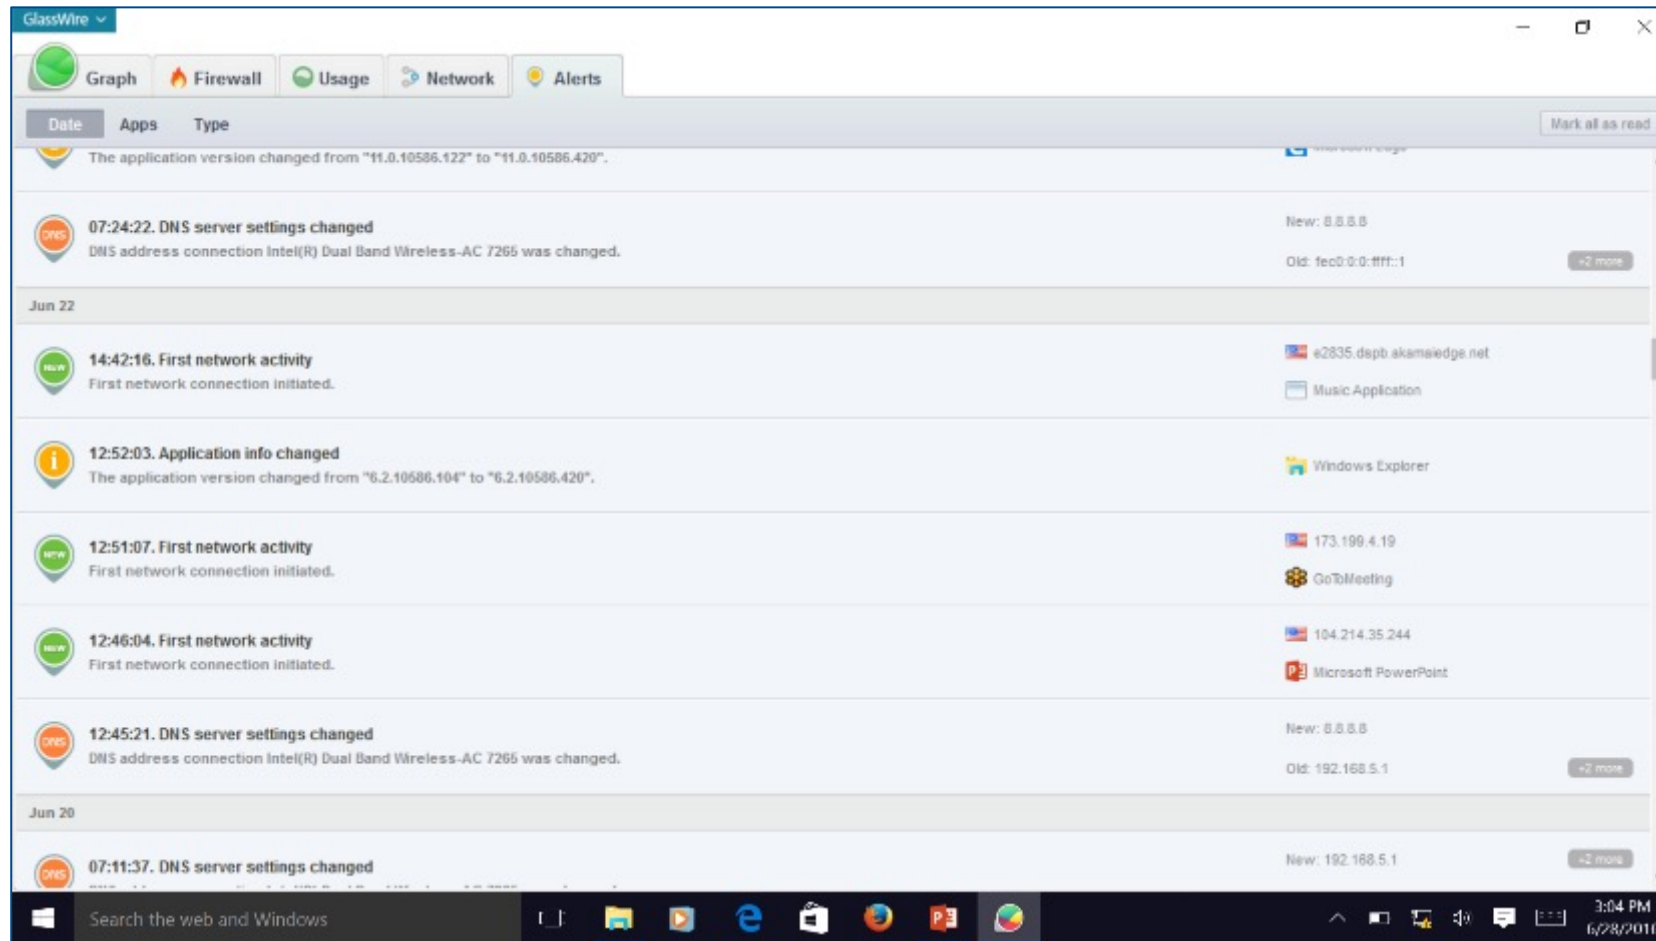 GlassWire
Graph Firewall Usage Network Alerts
Date Apps Type Mark all as read
The application version changed from "11.0.10586.122" to "11.0.10586.420".
07:24:22. DNS server settings changed
DNS address connection Intel(R) Dual Band Wireless-AC 7265 was changed.
New: 8.8.8.8
Old: fec0:0:0:ffff::1
+2 more
Jun 22
14:42:16. First network activity
First network connection initiated.
e2835.dspb.akamaiedge.net
Music Application
12:52:03. Application info changed
The application version changed from "6.2.10586.104" to "6.2.10586.420".
Windows Explorer
12:51:07. First network activity
First network connection initiated.
173.199.4.19
GoToMeeting
12:46:04. First network activity
First network connection initiated.
104.214.35.244
Microsoft PowerPoint
12:45:21. DNS server settings changed
DNS address connection Intel(R) Dual Band Wireless-AC 7265 was changed.
New: 8.8.8.8
Old: 192.168.5.1
+2 more
Jun 20
07:11:37. DNS server settings changed
New: 192.168.5.1
+2 more
Search the web and Windows
3:04 PM